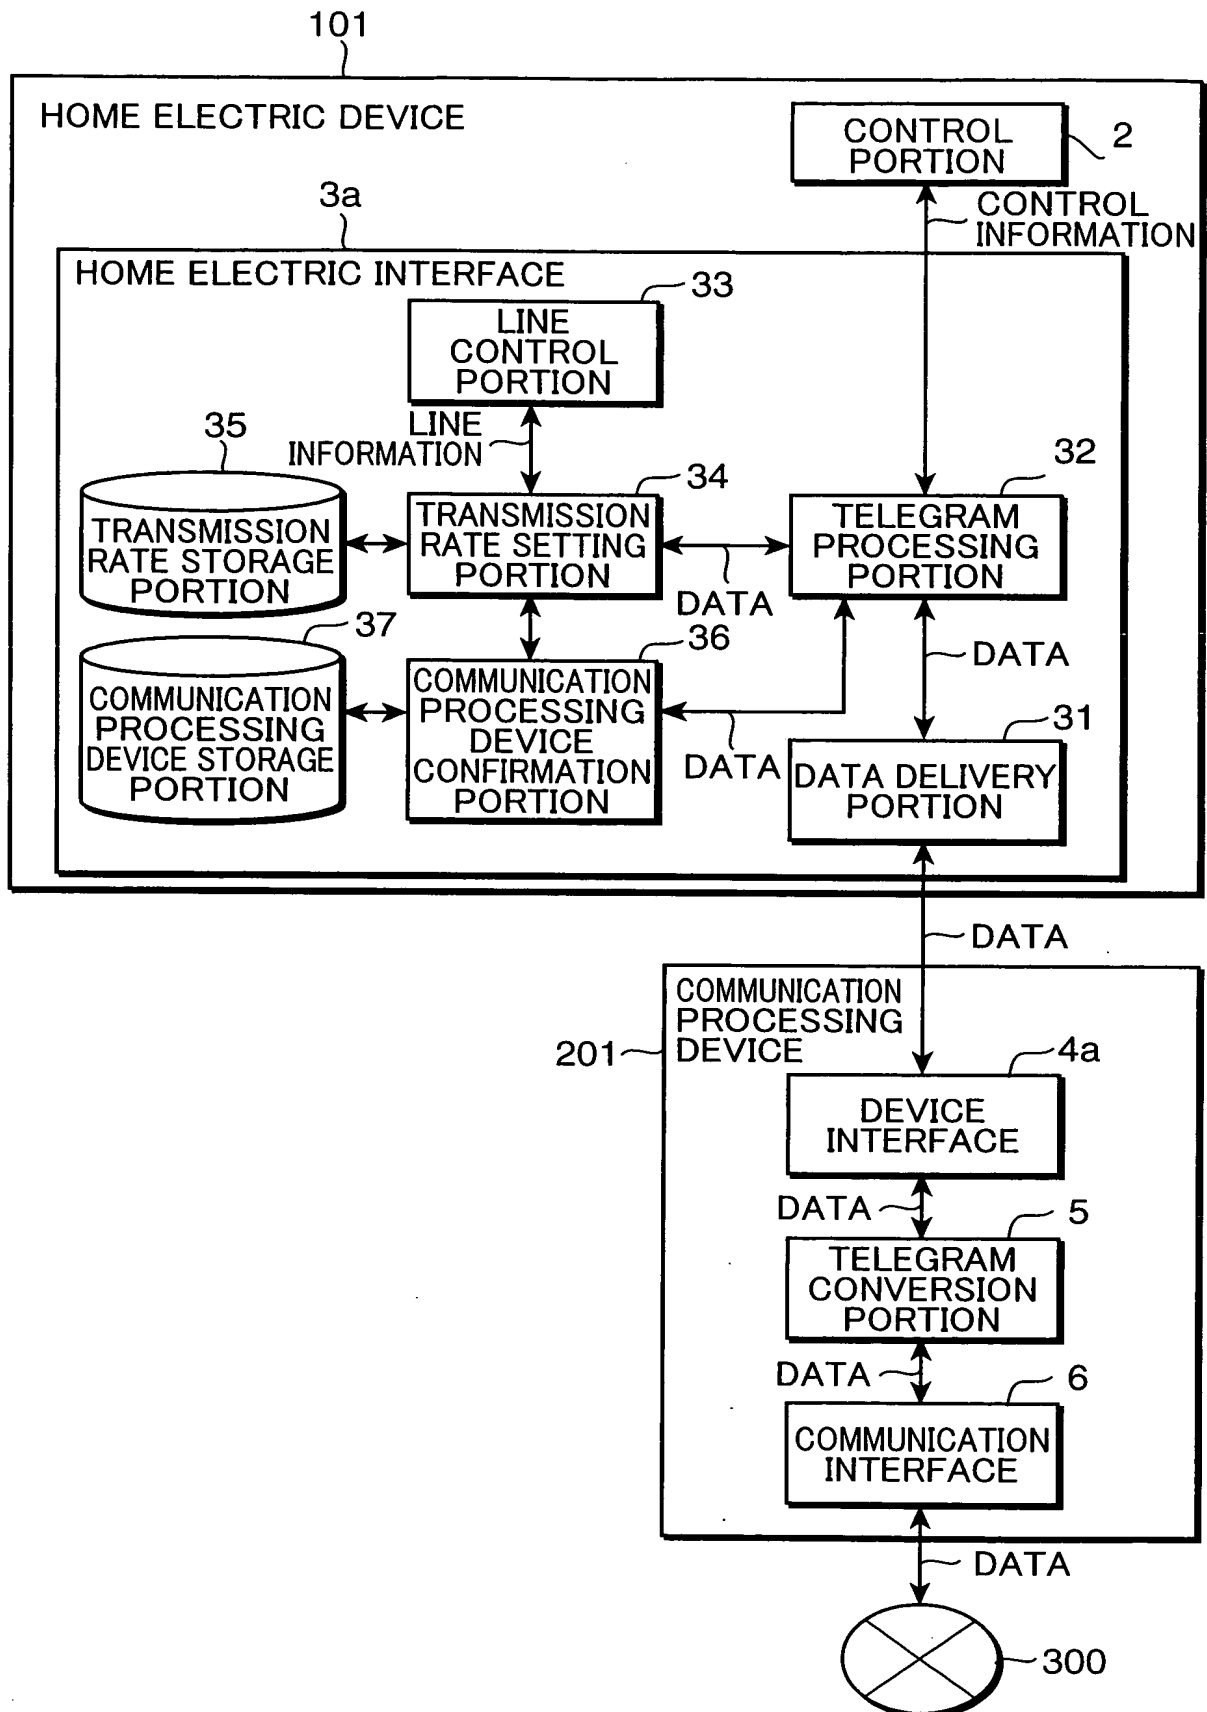 101
HOME ELECTRIC DEVICE
CONTROL
PORTION
2
3a
CONTROL
INFORMATION
HOME ELECTRIC INTERFACE
33
LINE
CONTROL
PORTION
LINE
INFORMATION
35
34
32
TRANSMISSION
RATE STORAGE
PORTION
TRANSMISSION
RATE SETTING
PORTION
TELEGRAM
PROCESSING
PORTION
DATA
37
36
DATA
COMMUNICATION
PROCESSING
DEVICE STORAGE
PORTION
COMMUNICATION
PROCESSING
DEVICE
CONFIRMATION
PORTION
DATA
31
DATA DELIVERY
PORTION
DATA
COMMUNICATION
PROCESSING
DEVICE
201
4a
DEVICE
INTERFACE
DATA
5
TELEGRAM
CONVERSION
PORTION
DATA
6
COMMUNICATION
INTERFACE
DATA
300